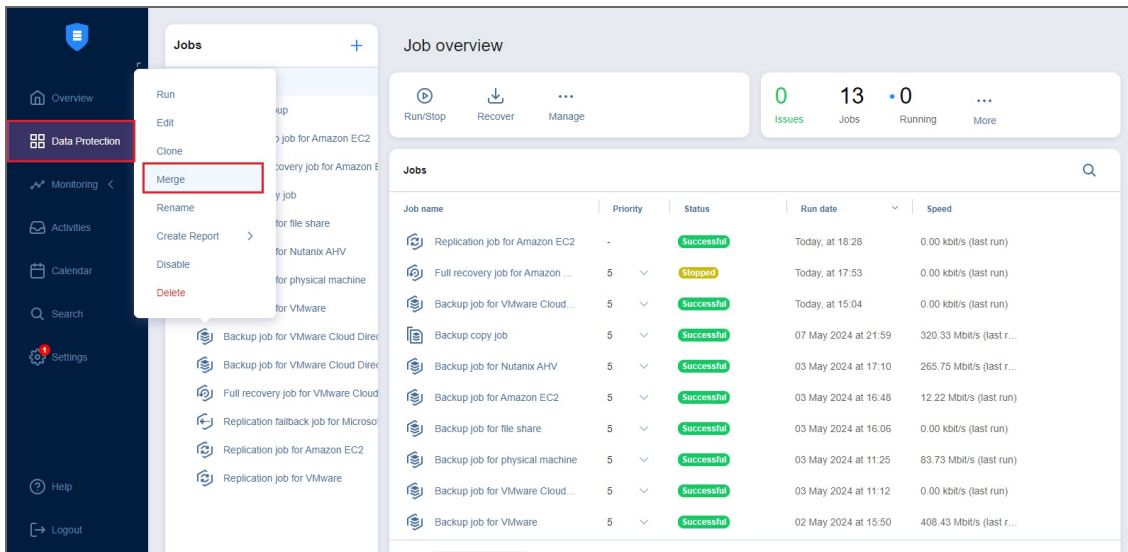 Jobs
Job overview
Overview
Data Protection
Monitoring
Activities
Calendar
Search
1
Settings
Help
Logout
Run
Edit
Clone
Merge
Rename
Create Report
Disable
Delete
job for Amazon EC2
job
for file share
for Nutanix AHV
for physical machine
for VMware
Backup job for VMware Cloud Direc
Backup job for VMware Cloud Direc
Full recovery job for VMware Cloud
Replication failback job for Microsof
Replication job for Amazon EC2
Replication job for VMware
Run/Stop
Recover
Manage
0 13 0
Issues Jobs Running More
Jobs
Job name Priority Status Run date Speed
Replication job for Amazon EC2 - Successful Today, at 18:28 0.00 kbit/s (last run)
Full recovery job for Amazon ... 5 Stopped Today, at 17:53 0.00 kbit/s (last run)
Backup job for VMware Cloud... 5 Successful Today, at 15:04 0.00 kbit/s (last run)
Backup copy job 5 Successful 07 May 2024 at 21:59 320.33 Mbit/s (last r...
Backup job for Nutanix AHV 5 Successful 03 May 2024 at 17:10 265.75 Mbit/s (last r...
Backup job for Amazon EC2 5 Successful 03 May 2024 at 16:48 12.22 Mbit/s (last run)
Backup job for file share 5 Successful 03 May 2024 at 16:06 0.00 kbit/s (last run)
Backup job for physical machine 5 Successful 03 May 2024 at 11:25 83.73 Mbit/s (last run)
Backup job for VMware Cloud... 5 Successful 03 May 2024 at 11:12 0.00 kbit/s (last run)
Backup job for VMware 5 Successful 02 May 2024 at 15:50 408.43 Mbit/s (last r...